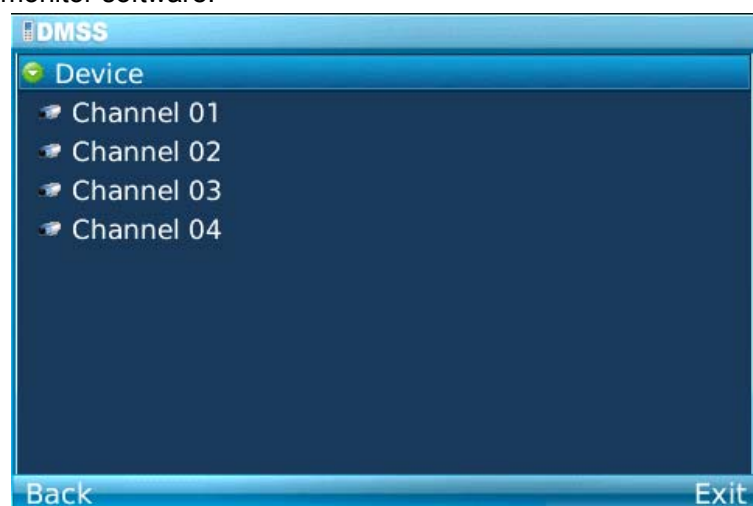 monitor software.
DMSS
Device
Channel 01
Channel 02
Channel 03
Channel 04
Back Exit